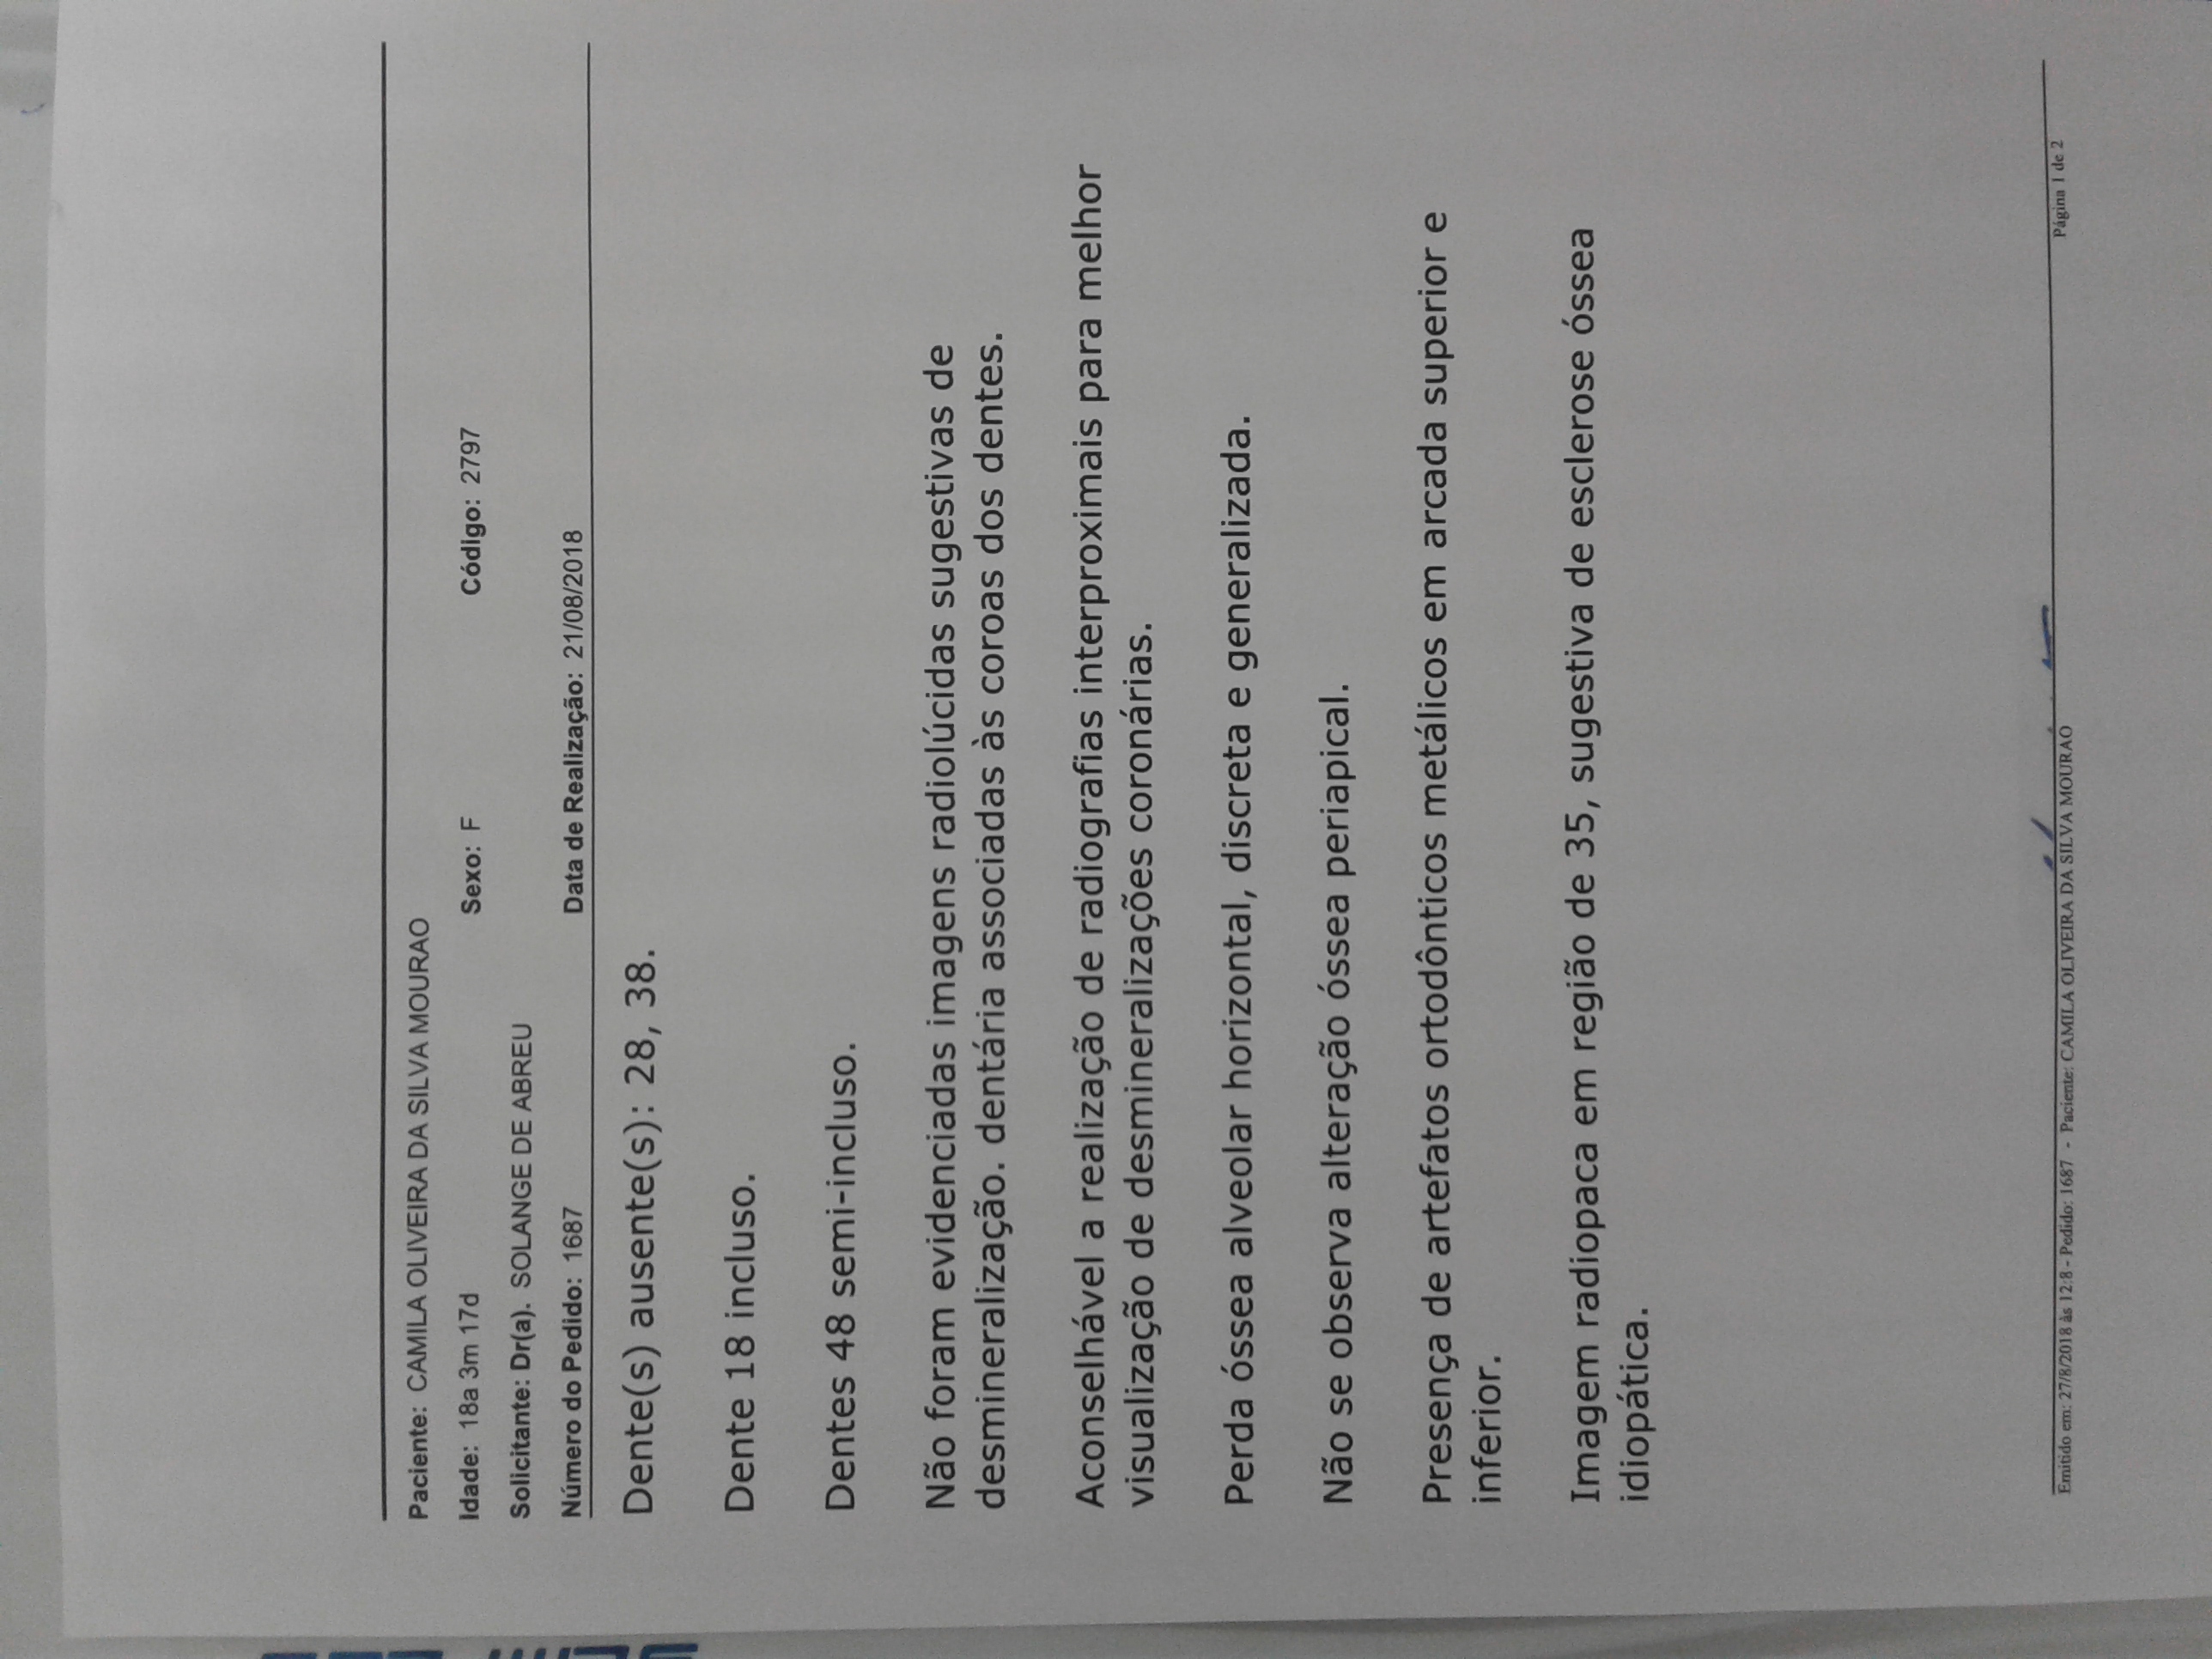 Paciente: CAMILA OLIVEIRA DA SILVA MOURAO
Idade: 18a 3m 17d Sexo: F Código: 2797
Solicitante: Dr(a). SOLANGE DE ABREU
Número do Pedido: 1687 Data de Realização: 21/08/2018
Dente(s) ausente(s): 28, 38.
Dente 18 incluso.
Dentes 48 semi-incluso.
Não foram evidenciadas imagens radiolúcidas sugestivas de
desmineralização. dentária associadas às coroas dos dentes.
Aconselhável a realização de radiografias interproximais para melhor
visualização de desmineralizações coronárias.
Perda óssea alveolar horizontal, discreta e generalizada.
Não se observa alteração óssea periapical.
Presença de artefatos ortodônticos metálicos em arcada superior e
inferior.
Imagem radiopaca em região de 35, sugestiva de esclerose óssea
idiopática.
Emitido em: 27/8/2018 às 12:8 - Pedido: 1687 - Paciente: CAMILA OLIVEIRA DA SILVA MOURAO Página 1 de 2